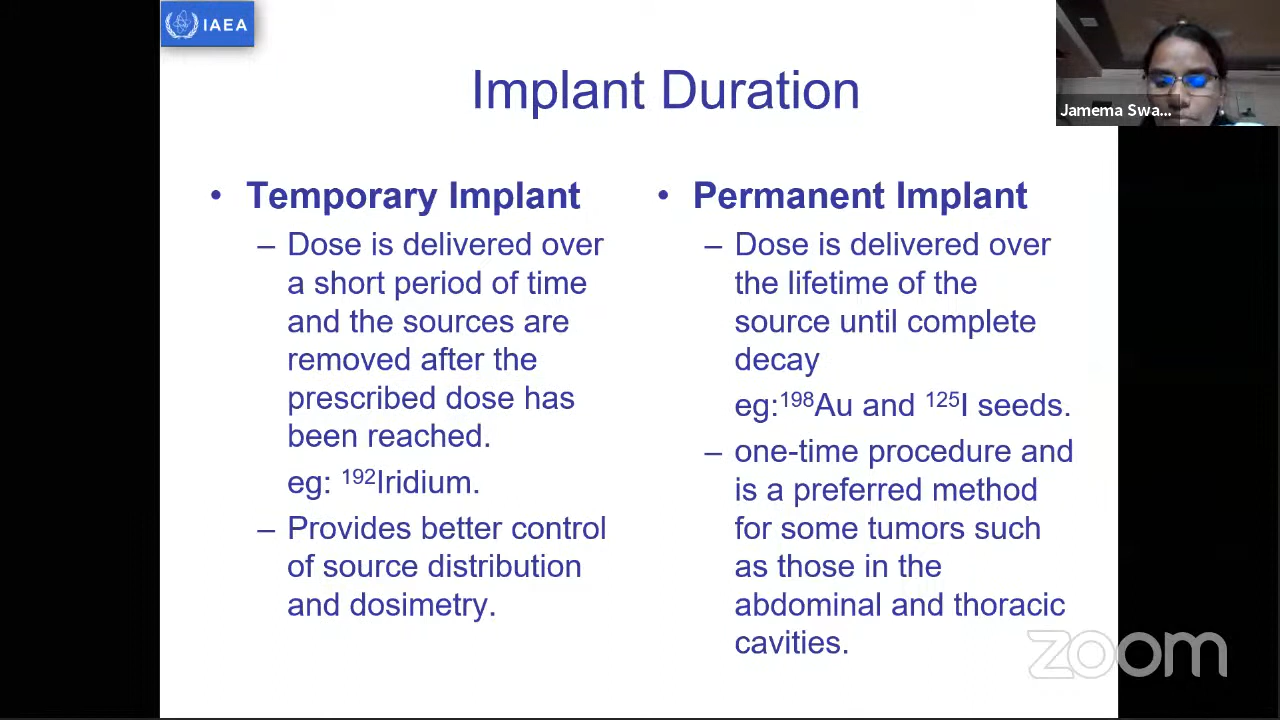 IAEA
Jamema Swa...
Implant Duration
• Temporary Implant
– Dose is delivered over
a short period of time
and the sources are
removed after the
prescribed dose has
been reached.
eg: ¹⁹²Iridium.
– Provides better control
of source distribution
and dosimetry.
• Permanent Implant
– Dose is delivered over
the lifetime of the
source until complete
decay
eg:¹⁹⁸Au and ¹²⁵I seeds.
– one-time procedure and
is a preferred method
for some tumors such
as those in the
abdominal and thoracic
cavities.
zoom